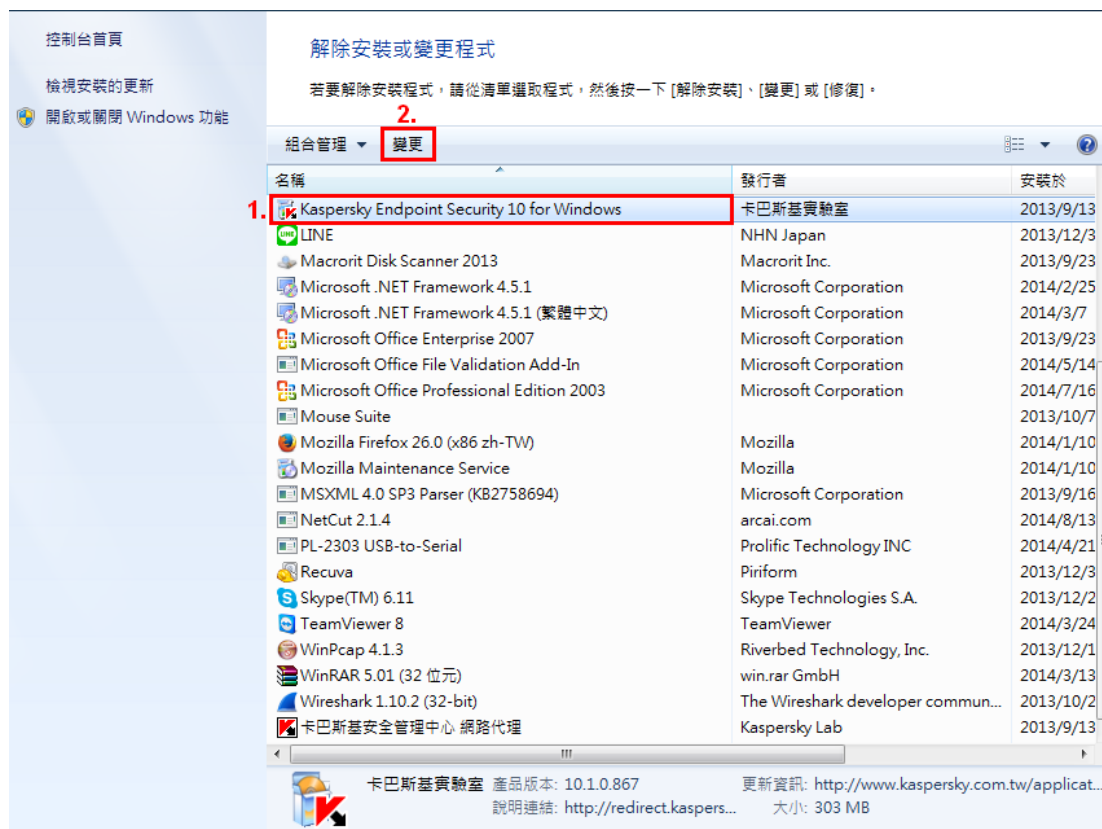 控制台首頁
檢視安裝的更新
開啟或關閉 Windows 功能
解除安裝或變更程式
若要解除安裝程式，請從清單選取程式，然後按一下 [解除安裝]、[變更] 或 [修復]。
2.
組合管理 變更
名稱 發行者 安裝於
1. Kaspersky Endpoint Security 10 for Windows 卡巴斯基實驗室 2013/9/13
LINE NHN Japan 2013/12/3
Macrorit Disk Scanner 2013 Macrorit Inc. 2013/9/23
Microsoft .NET Framework 4.5.1 Microsoft Corporation 2014/2/25
Microsoft .NET Framework 4.5.1 (繁體中文) Microsoft Corporation 2014/3/7
Microsoft Office Enterprise 2007 Microsoft Corporation 2013/9/23
Microsoft Office File Validation Add-In Microsoft Corporation 2014/5/14
Microsoft Office Professional Edition 2003 Microsoft Corporation 2014/7/16
Mouse Suite 2013/10/7
Mozilla Firefox 26.0 (x86 zh-TW) Mozilla 2014/1/10
Mozilla Maintenance Service Mozilla 2014/1/10
MSXML 4.0 SP3 Parser (KB2758694) Microsoft Corporation 2013/9/16
NetCut 2.1.4 arcai.com 2014/8/13
PL-2303 USB-to-Serial Prolific Technology INC 2014/4/21
Recuva Piriform 2013/12/3
Skype(TM) 6.11 Skype Technologies S.A. 2013/12/2
TeamViewer 8 TeamViewer 2014/3/24
WinPcap 4.1.3 Riverbed Technology, Inc. 2013/12/1
WinRAR 5.01 (32 位元) win.rar GmbH 2014/3/13
Wireshark 1.10.2 (32-bit) The Wireshark developer commun... 2013/10/2
卡巴斯基安全管理中心 網路代理 Kaspersky Lab 2013/9/13
卡巴斯基實驗室 產品版本: 10.1.0.867 更新資訊: http://www.kaspersky.com.tw/applicat...
說明連結: http://redirect.kaspers... 大小: 303 MB